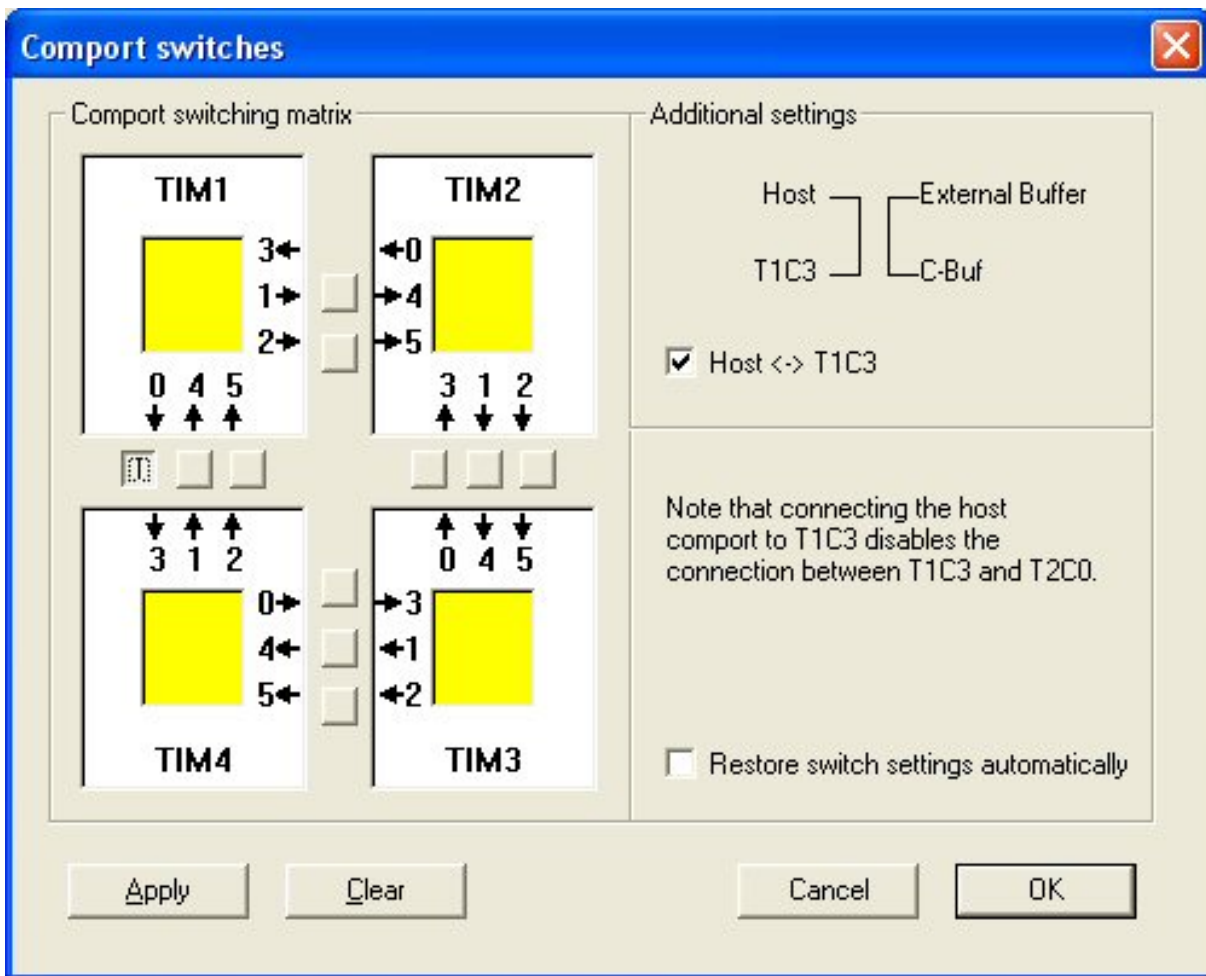 Comport switches
Comport switching matrix
TIM1
3
1
2
0 4 5
TIM2
0
4
5
3 1 2
3 1 2
0
4
5
TIM4
0 4 5
3
1
2
TIM3
Additional settings
Host
External Buffer
T1C3
C-Buf
Host <-> T1C3
Note that connecting the host
comport to T1C3 disables the
connection between T1C3 and T2C0.
Restore switch settings automatically
Apply
Clear
Cancel
OK